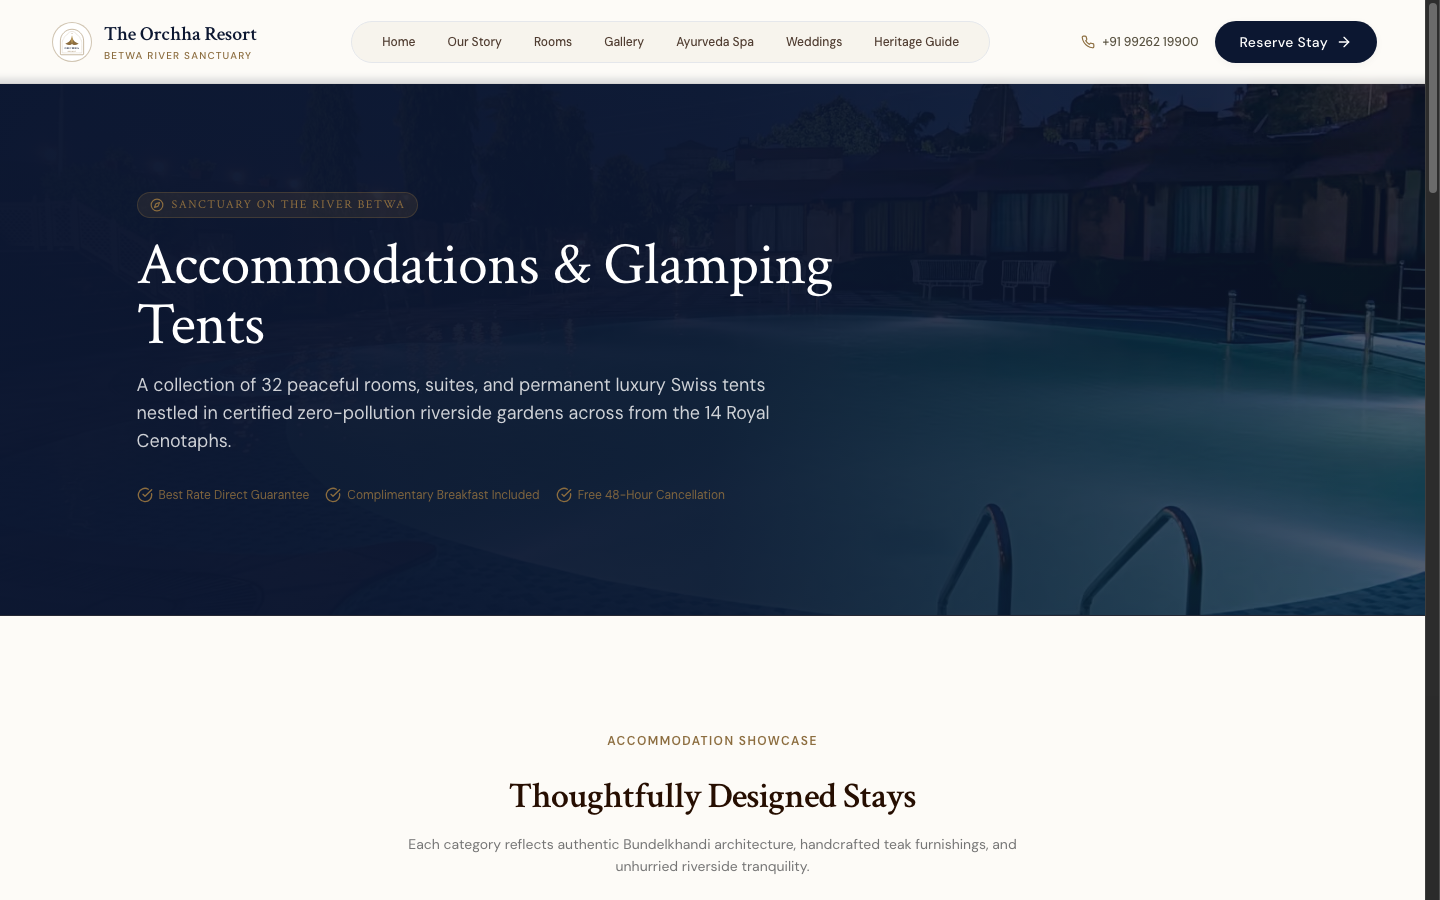 The Orchha Resort
BETWA RIVER SANCTUARY
Home
Our Story
Rooms
Gallery
Ayurveda Spa
Weddings
Heritage Guide
+91 99262 19900
Reserve Stay
SANCTUARY ON THE RIVER BETWA
Accommodations & Glamping
Tents
A collection of 32 peaceful rooms, suites, and permanent luxury Swiss tents
nestled in certified zero-pollution riverside gardens across from the 14 Royal
Cenotaphs.
Best Rate Direct Guarantee
Complimentary Breakfast Included
Free 48-Hour Cancellation
ACCOMMODATION SHOWCASE
Thoughtfully Designed Stays
Each category reflects authentic Bundelkhandi architecture, handcrafted teak furnishings, and
unhurried riverside tranquility.